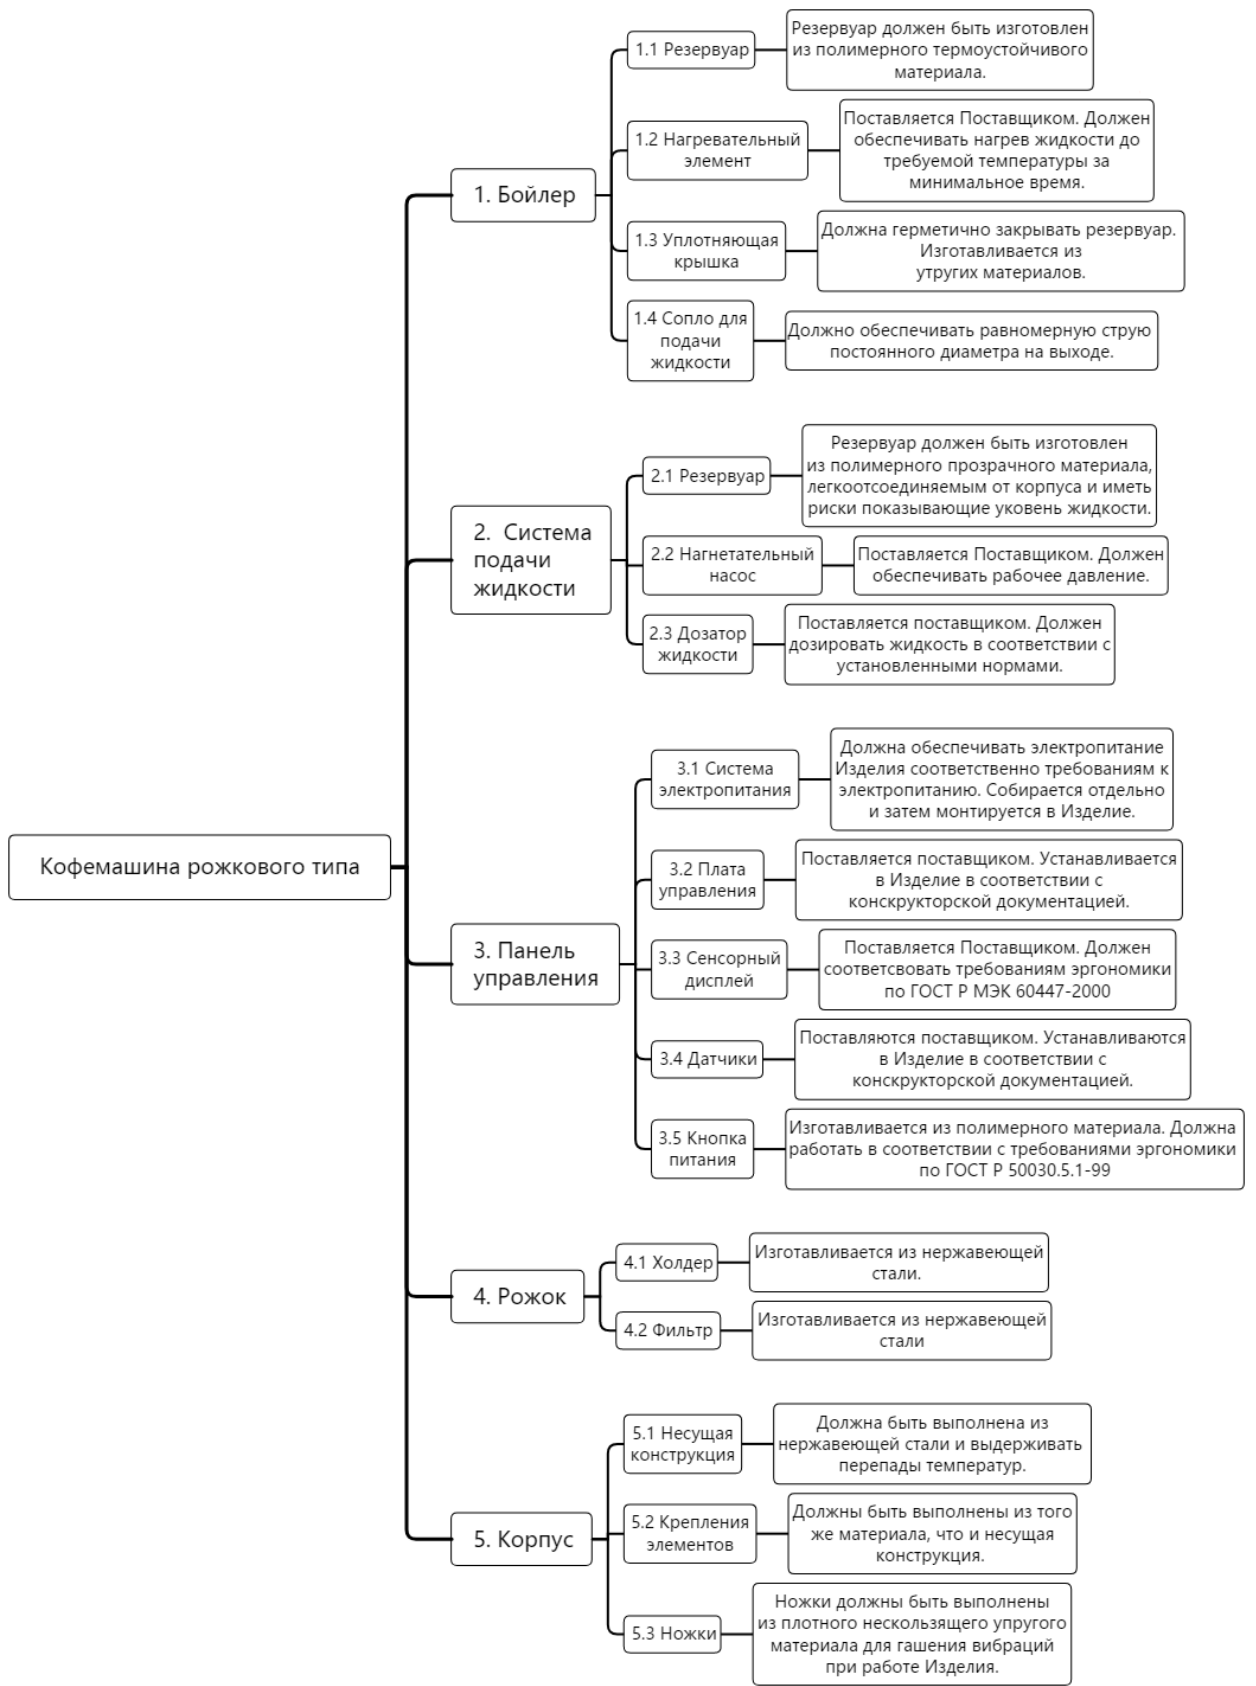 Кофемашина рожкового типа
1. Бойлер
1.1 Резервуар
Резервуар должен быть изготовлен
из полимерного термоустойчивого
материала.
1.2 Нагревательный
элемент
Поставляется Поставщиком. Должен
обеспечивать нагрев жидкости до
требуемой температуры за
минимальное время.
1.3 Уплотняющая
крышка
Должна герметично закрывать резервуар.
Изготавливается из
утругих материалов.
1.4 Сопло для
подачи
жидкости
Должно обеспечивать равномерную струю
постоянного диаметра на выходе.
2. Система
подачи
жидкости
2.1 Резервуар
Резервуар должен быть изготовлен
из полимерного прозрачного материала,
легкоотсоединяемым от корпуса и иметь
риски показывающие уковень жидкости.
2.2 Нагнетательный
насос
Поставляется Поставщиком. Должен
обеспечивать рабочее давление.
2.3 Дозатор
жидкости
Поставляется поставщиком. Должен
дозировать жидкость в соответствии с
установленными нормами.
3. Панель
управления
3.1 Система
электропитания
Должна обеспечивать электропитание
Изделия соответственно требованиям к
электропитанию. Собирается отдельно
и затем монтируется в Изделие.
3.2 Плата
управления
Поставляется поставщиком. Устанавливается
в Изделие в соответствии с
конскрукторской документацией.
3.3 Сенсорный
дисплей
Поставляется Поставщиком. Должен
соответсвовать требованиям эргономики
по ГОСТ Р МЭК 60447-2000
3.4 Датчики
Поставляются поставщиком. Устанавливаются
в Изделие в соответствии с
конскрукторской документацией.
3.5 Кнопка
питания
Изготавливается из полимерного материала. Должна
работать в соответствии с требованиями эргономики
по ГОСТ Р 50030.5.1-99
4. Рожок
4.1 Холдер
Изготавливается из нержавеющей
стали.
4.2 Фильтр
Изготавливается из нержавеющей
стали
5. Корпус
5.1 Несущая
конструкция
Должна быть выполнена из
нержавеющей стали и выдерживать
перепады температур.
5.2 Крепления
элементов
Должны быть выполнены из того
же материала, что и несущая
конструкция.
5.3 Ножки
Ножки должны быть выполнены
из плотного нескользящего упругого
материала для гашения вибраций
при работе Изделия.